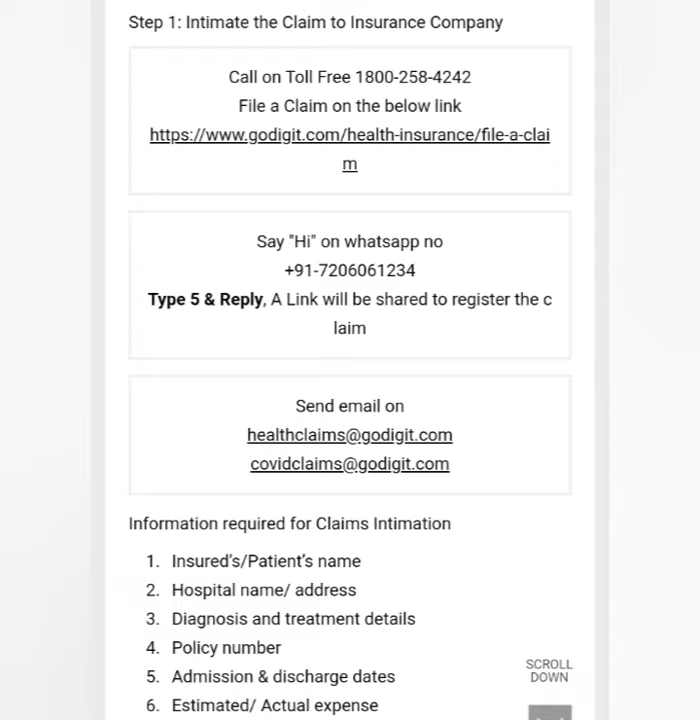 Step 1: Intimate the Claim to Insurance Company
Call on Toll Free 1800-258-4242
File a Claim on the below link
https://www.godigit.com/health-insurance/file-a-clai
m
Say "Hi" on whatsapp no
+91-7206061234
Type 5 & Reply, A Link will be shared to register the c
laim
Send email on
healthclaims@godigit.com
covidclaims@godigit.com
Information required for Claims Intimation
1. Insured's/Patient's name
2. Hospital name/ address
3. Diagnosis and treatment details
4. Policy number
5. Admission & discharge dates
6. Estimated/ Actual expense
SCROLL
DOWN